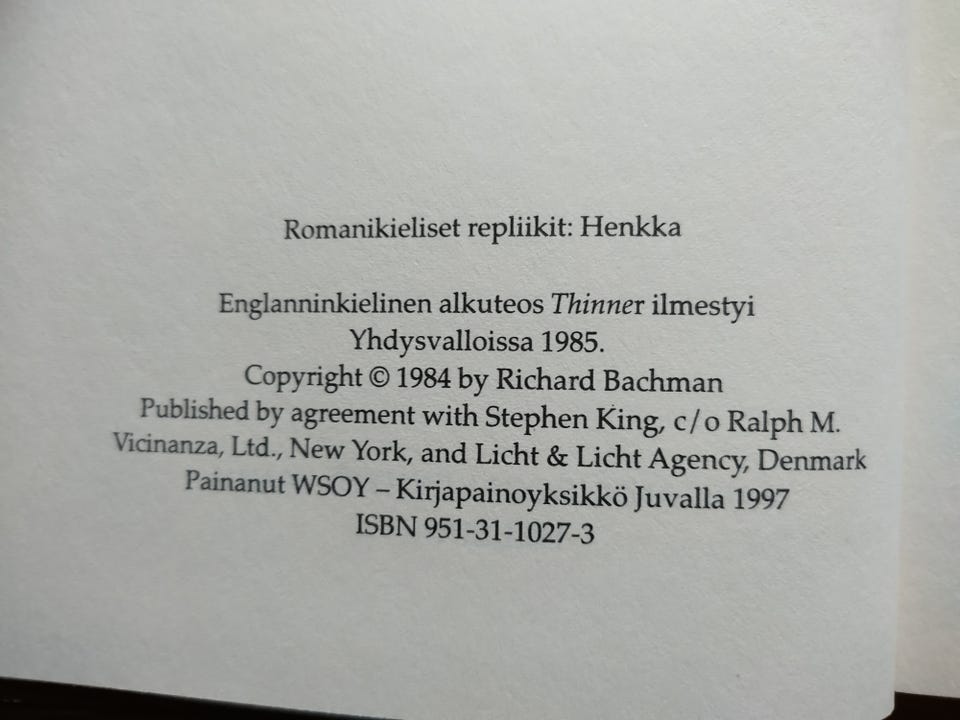 Romanikieliset repliikit: Henkka
Englanninkielinen alkuteos Thinner ilmestyi
Yhdysvalloissa 1985.
Copyright © 1984 by Richard Bachman
Published by agreement with Stephen King, c/o Ralph M.
Vicinanza, Ltd., New York, and Licht & Licht Agency, Denmark
Painanut WSOY – Kirjapainoyksikkö Juvalla 1997
ISBN 951-31-1027-3